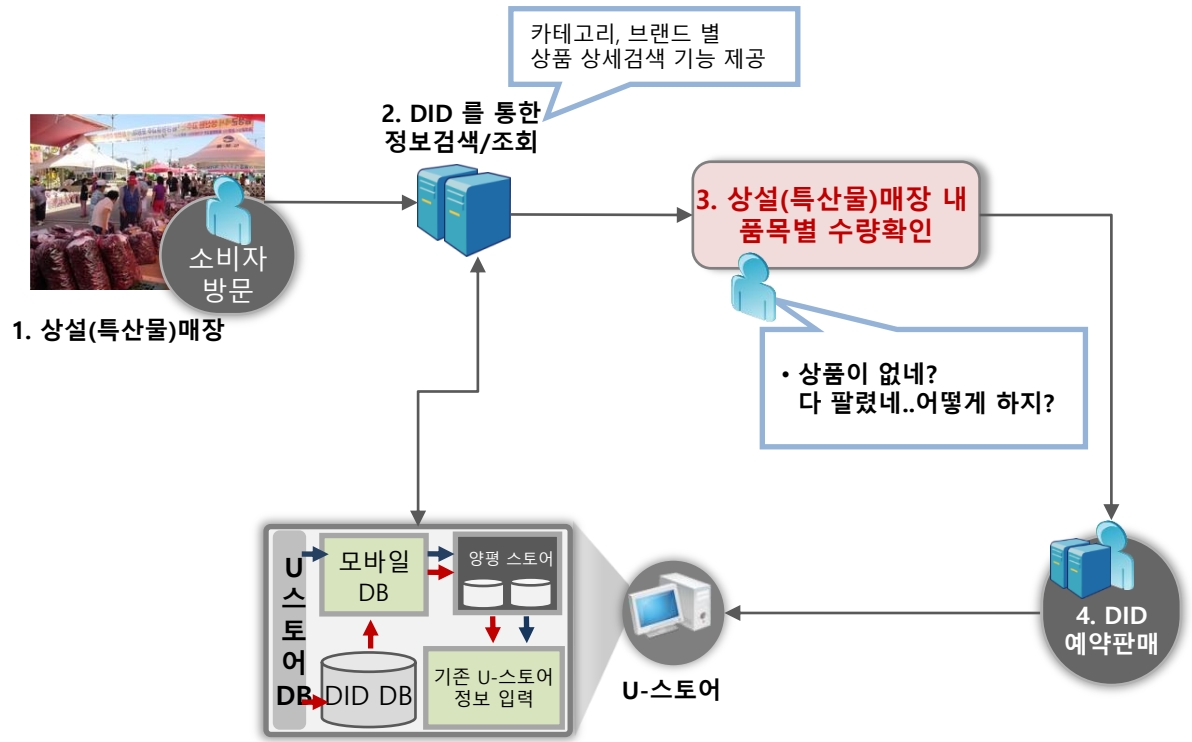 카테고리, 브랜드 별
상품 상세검색 기능 제공
2. DID 를 통한
정보검색/조회
소비자
방문
1. 상설(특산물)매장
3. 상설(특산물)매장 내
품목별 수량확인
• 상품이 없네?
다 팔렸네..어떻게 하지?
4. DID
예약판매
U-스토어
U
스
토
어
DB
모바일
DB
양평 스토어
DID DB
기존 U-스토어
정보 입력